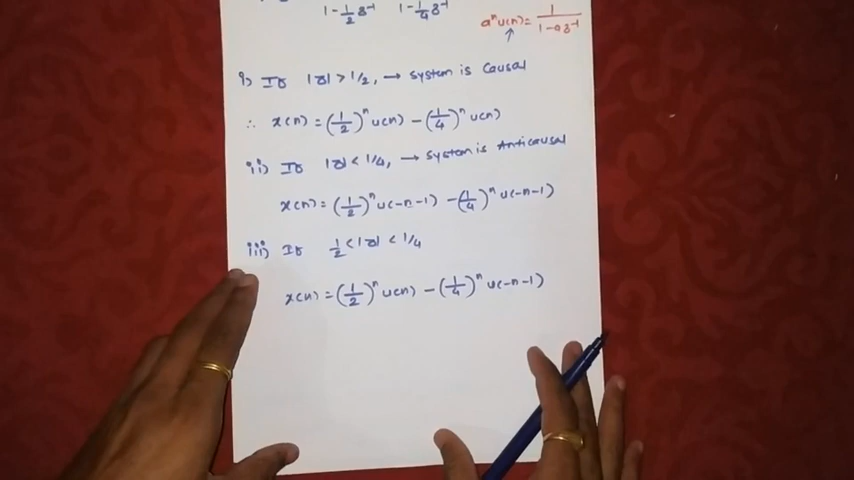 1-1/2 z⁻¹ 1-1/4 z⁻¹
aⁿu(n) = 1/(1-az⁻¹)
i) If |z| > 1/2, → system is causal
∴ x(n) = (1/2)ⁿ u(n) - (1/4)ⁿ u(n)
ii) If |z| < 1/4, → system is Anticausal
x(n) = (1/2)ⁿ u(-n-1) - (1/4)ⁿ u(-n-1)
iii) If 1/2 < |z| < 1/4
x(n) = (1/2)ⁿ u(n) - (1/4)ⁿ u(-n-1)